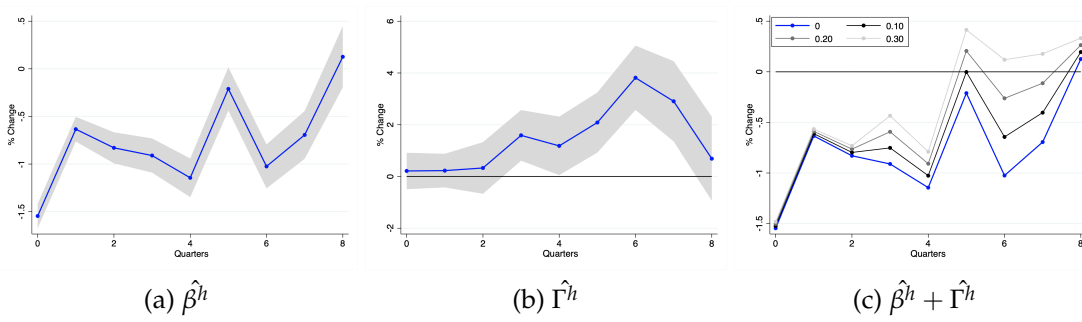 .5
0
-.5
-1
-1.5
% Change
0 2 4 6 8
Quarters
(a) β̂ʰ
6
4
2
0
-2
% Change
0 2 4 6 8
Quarters
(b) Γ̂ʰ
0 0.10
0.20 0.30
.5
0
-.5
-1
-1.5
% Change
0 2 4 6 8
Quarters
(c) β̂ʰ + Γ̂ʰ